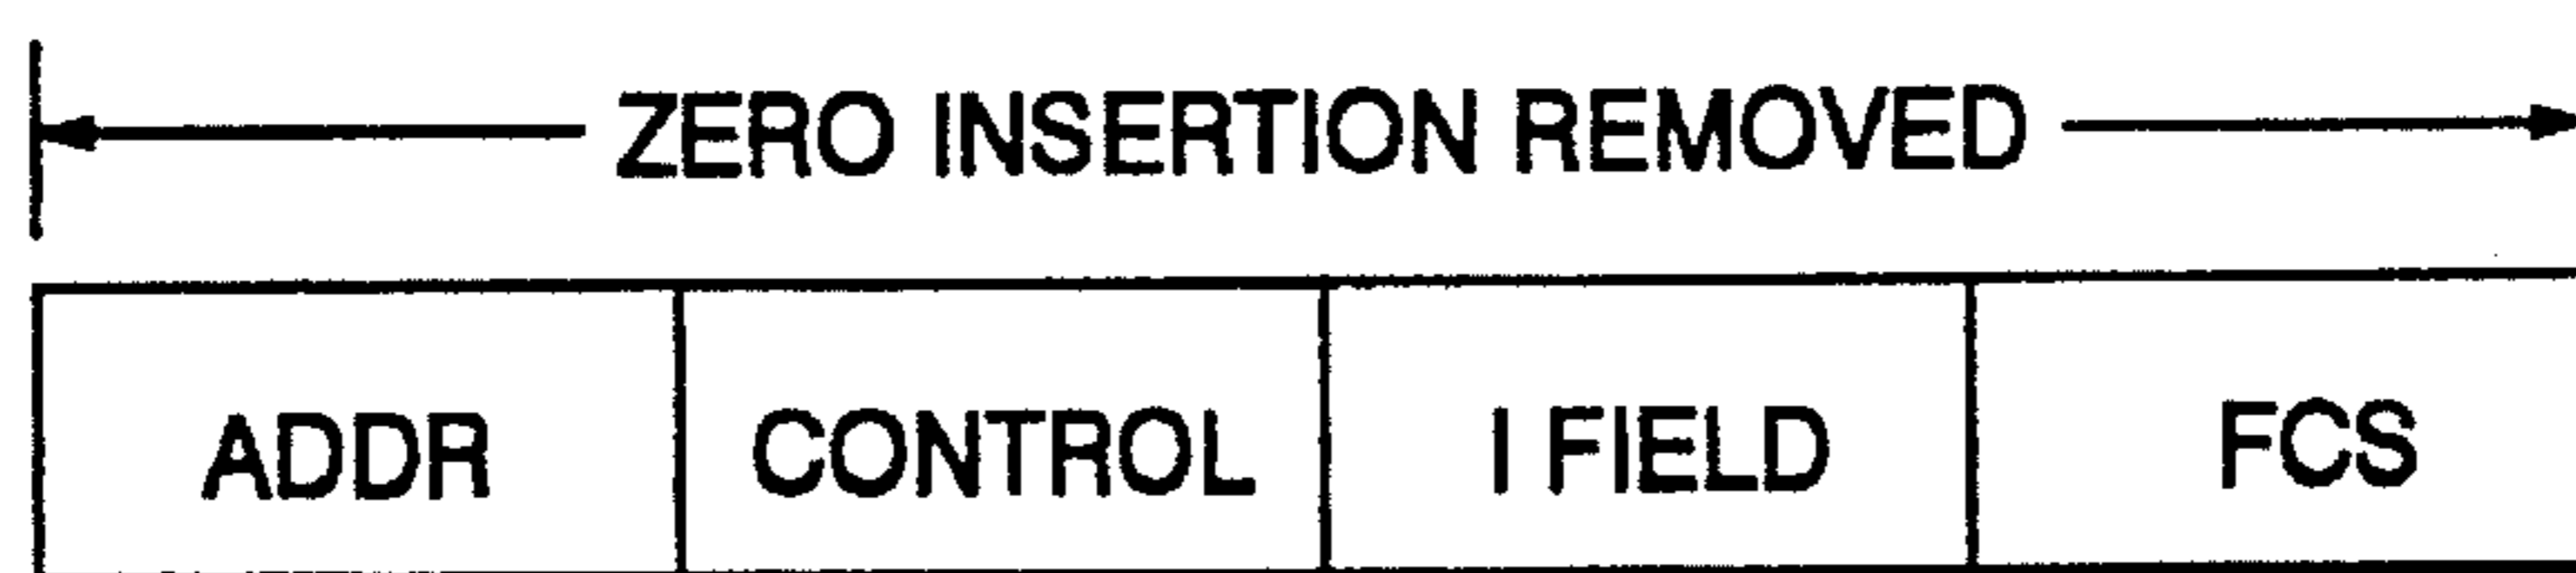 ZERO INSERTION REMOVED
ADDR CONTROL I FIELD FCS